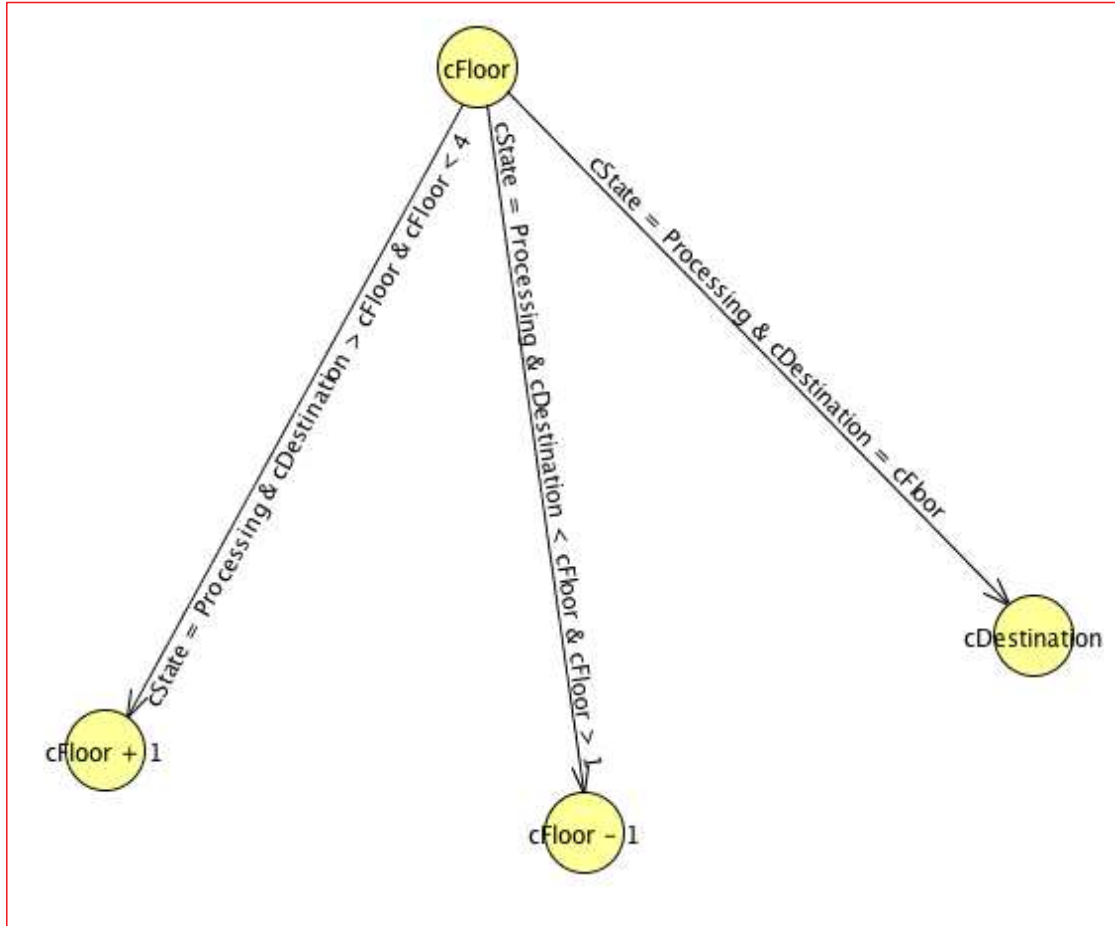 cFloor
cState = Processing & cDestination > cFloor & cFloor < 4
cState = Processing & cDestination < cFloor & cFloor > 1
cState = Processing & cDestination = cFloor
cDestination
cFloor + 1
cFloor - 1